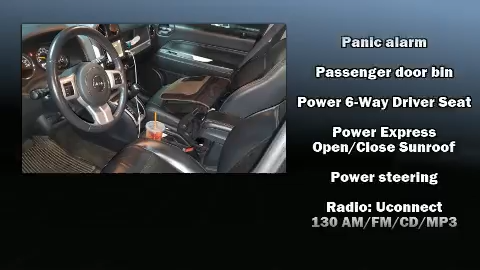 Panic alarm
Passenger door bin
Power 6-Way Driver Seat
Power Express
Open/Close Sunroof
Power steering
Radio: Uconnect
130 AM/FM/CD/MP3